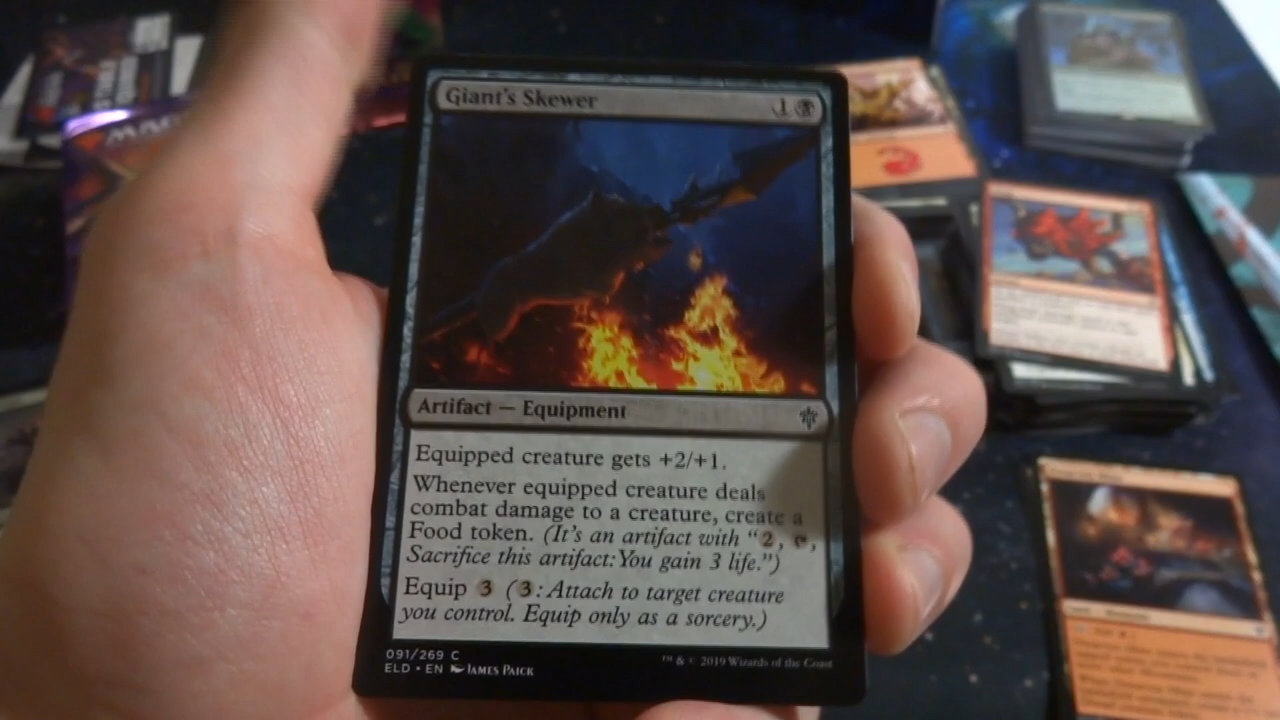 Giant's Skewer 1
MAG
Artifact — Equipment
Equipped creature gets +2/+1.
Whenever equipped creature deals
combat damage to a creature, create a
Food token. (It's an artifact with "2, T,
Sacrifice this artifact: You gain 3 life.")
Equip 3 (3: Attach to target creature
you control. Equip only as a sorcery.)
091/269 C
ELD • EN JAMES PAICK
™ & © 2019 Wizards of the Coast